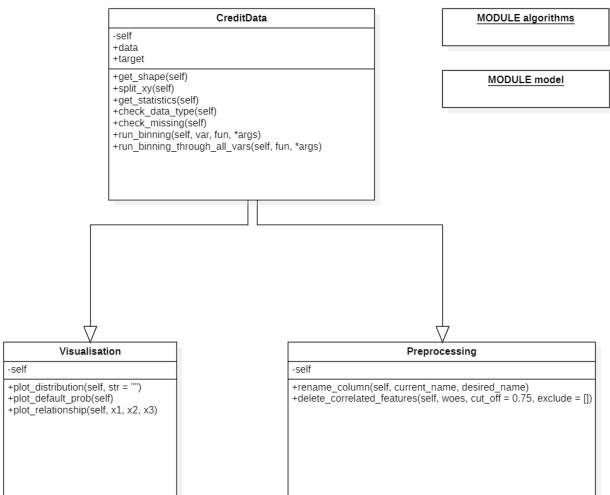 CreditData
-self
+data
+target
+get_shape(self)
+split_xy(self)
+get_statistics(self)
+check_data_type(self)
+check_missing(self)
+run_binning(self, var, fun, *args)
+run_binning_through_all_vars(self, fun, *args)
MODULE algorithms
MODULE model
Visualisation
-self
+plot_distribution(self, str = "")
+plot_default_prob(self)
+plot_relationship(self, x1, x2, x3)
Preprocessing
-self
+rename_column(self, current_name, desired_name)
+delete_correlated_features(self, woes, cut_off = 0.75, exclude = [])